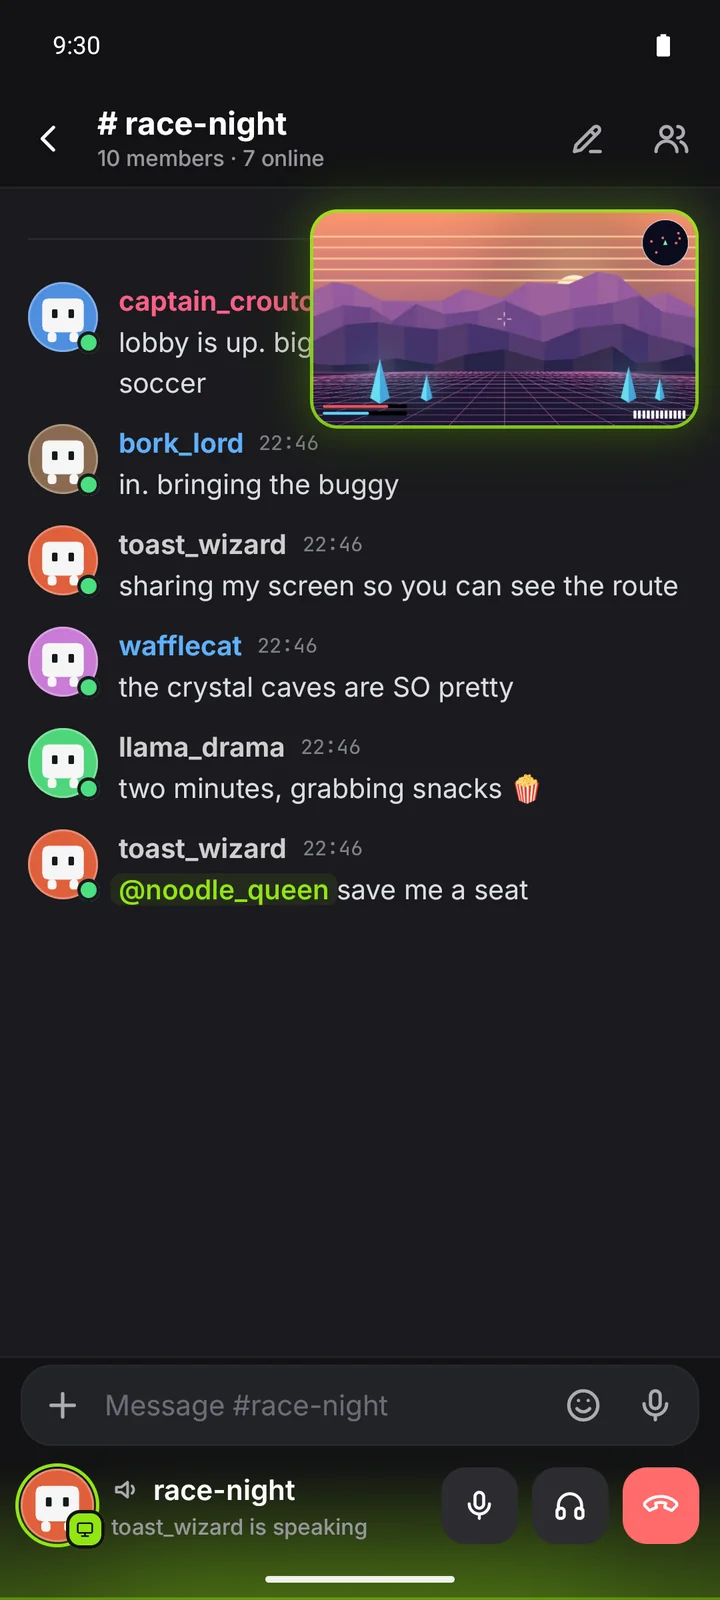 9:30
# race-night
10 members · 7 online
captain_croutc
lobby is up. big
soccer
bork_lord 22:46
in. bringing the buggy
toast_wizard 22:46
sharing my screen so you can see the route
wafflecat 22:46
the crystal caves are SO pretty
llama_drama 22:46
two minutes, grabbing snacks 🍿
toast_wizard 22:46
@noodle_queen save me a seat
Message #race-night
race-night
toast_wizard is speaking